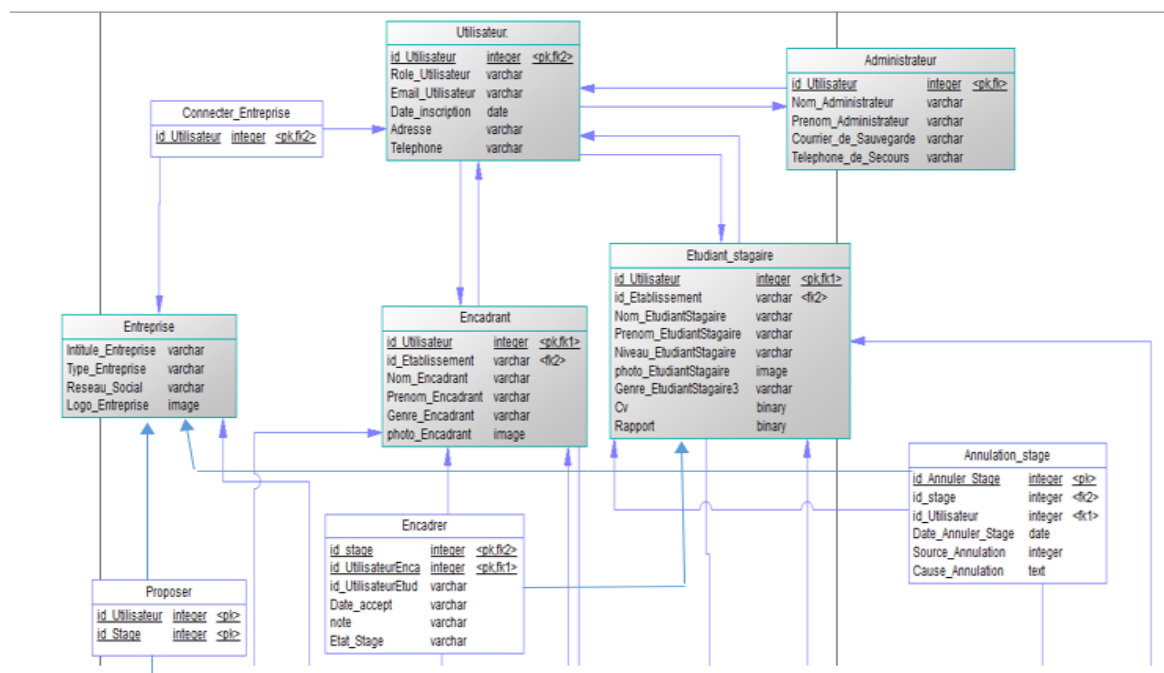 Utilisateur.
id_Utilisateur integer <pk,fk2>
Role_Utilisateur varchar
Email_Utilisateur varchar
Date_inscription date
Adresse varchar
Telephone varchar
Administrateur
id_Utilisateur integer <pk,fk>
Nom_Administrateur varchar
Prenom_Administrateur varchar
Courrier_de_Sauvegarde varchar
Telephone_de_Secours varchar
Connecter_Entreprise
id_Utilisateur integer <pk,fk2>
Etudiant_stagaire
id_Utilisateur integer <pk,fk1>
id_Etablissement varchar <fk2>
Nom_EtudiantStagaire varchar
Prenom_EtudiantStagaire varchar
Niveau_EtudiantStagaire varchar
photo_EtudiantStagaire image
Genre_EtudiantStagaire3 varchar
Cv binary
Rapport binary
Entreprise
Intitule_Entreprise varchar
Type_Entreprise varchar
Reseau_Social varchar
Logo_Entreprise image
Encadrant
id_Utilisateur integer <pk,fk1>
id_Etablissement varchar <fk2>
Nom_Encadrant varchar
Prenom_Encadrant varchar
Genre_Encadrant varchar
photo_Encadrant image
Annulation_stage
id_Annuler_Stage integer <pk>
id_stage integer <fk2>
id_Utilisateur integer <fk1>
Date_Annuler_Stage date
Source_Annulation integer
Cause_Annulation text
Encadrer
id_stage integer <pk,fk2>
id_UtilisateurEnca integer <pk,fk1>
id_UtilisateurEtud varchar
Date_accept varchar
note varchar
Etat_Stage varchar
Proposer
id_Utilisateur integer <pk>
id_Stage integer <pk>